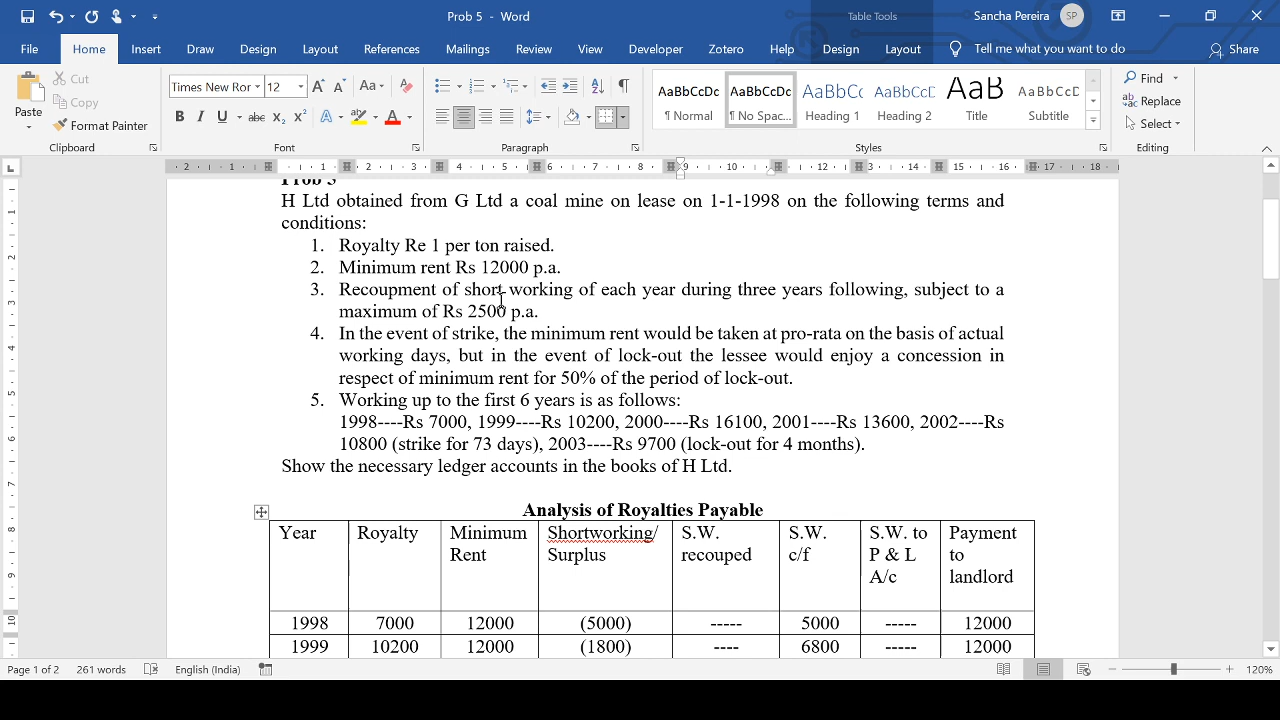 Prob 5 - Word
Table Tools
Sancha Pereira
SP
File Home Insert Draw Design Layout References Mailings Review View Developer Zotero Help Design Layout Tell me what you want to do Share
Paste
Cut
Copy
Format Painter
Clipboard
Times New Ror 12
Font
Paragraph
AaBbCcDc AaBbCcDc AaBbCc AaBbCcD AaB AaBbCcD
¶ Normal ¶ No Spac... Heading 1 Heading 2 Title Subtitle
Styles
Find
Replace
Select
Editing
Prob 5
H Ltd obtained from G Ltd a coal mine on lease on 1-1-1998 on the following terms and
conditions:
1. Royalty Re 1 per ton raised.
2. Minimum rent Rs 12000 p.a.
3. Recoupment of short working of each year during three years following, subject to a
maximum of Rs 2500 p.a.
4. In the event of strike, the minimum rent would be taken at pro-rata on the basis of actual
working days, but in the event of lock-out the lessee would enjoy a concession in
respect of minimum rent for 50% of the period of lock-out.
5. Working up to the first 6 years is as follows:
1998----Rs 7000, 1999----Rs 10200, 2000----Rs 16100, 2001----Rs 13600, 2002----Rs
10800 (strike for 73 days), 2003----Rs 9700 (lock-out for 4 months).
Show the necessary ledger accounts in the books of H Ltd.
Analysis of Royalties Payable
Year Royalty Minimum Shortworking/ S.W. S.W. S.W. to Payment
Rent Surplus recouped c/f P & L to
A/c landlord
1998 7000 12000 (5000) ----- 5000 ----- 12000
1999 10200 12000 (1800) ---- 6800 ----- 12000
Page 1 of 2 261 words English (India) 120%